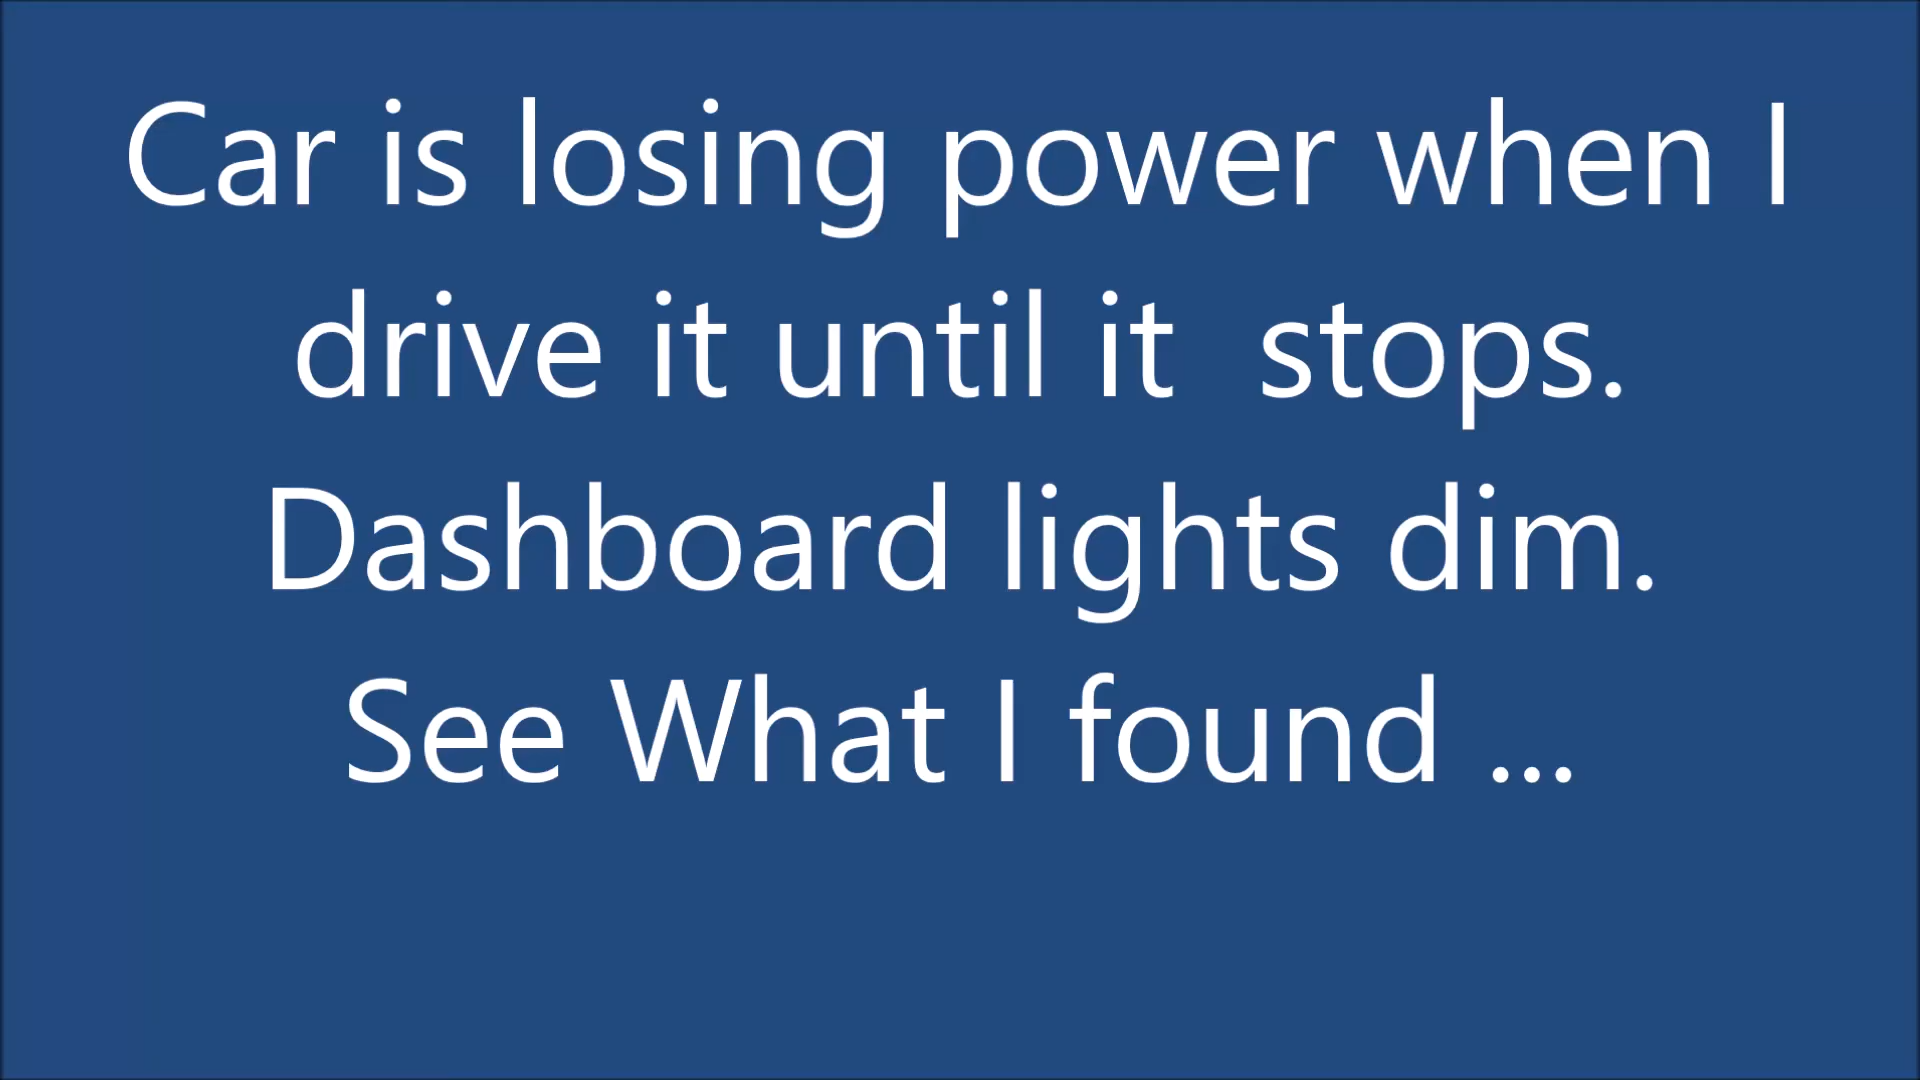 Car is losing power when I
drive it until it  stops.
Dashboard lights dim.
See What I found ...